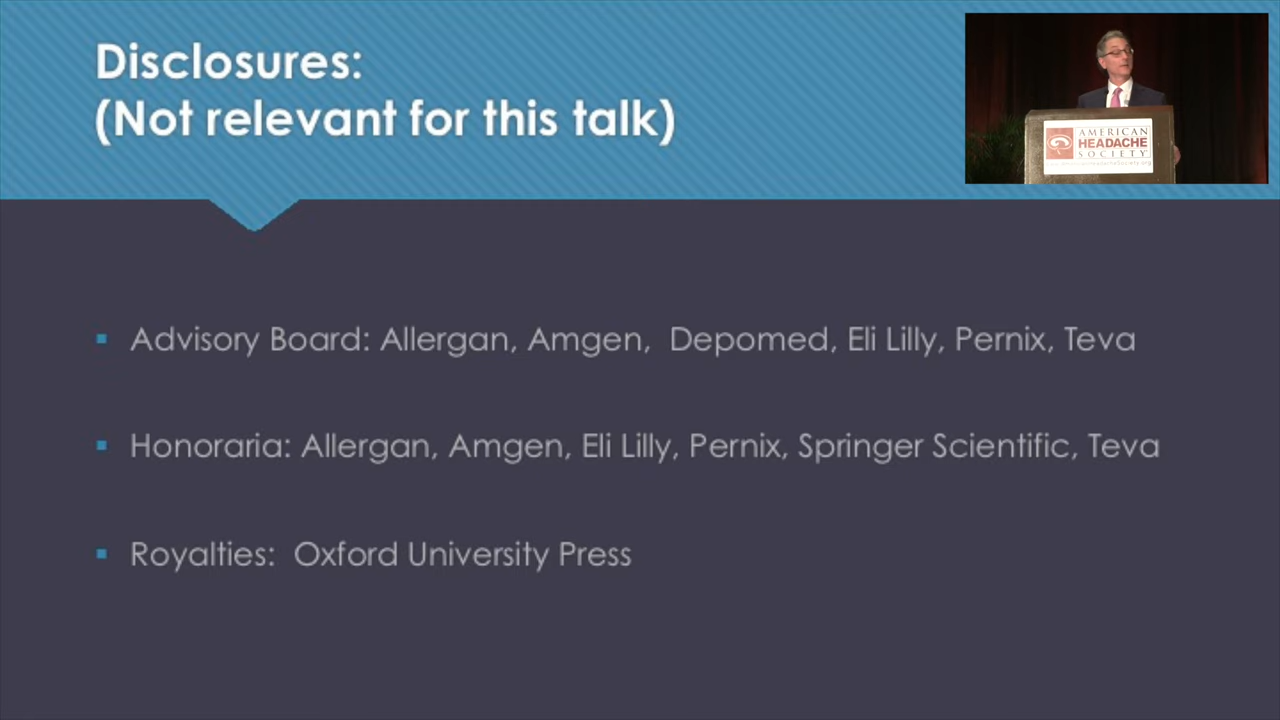 Disclosures:
(Not relevant for this talk)
AMERICAN
HEADACHE
SOCIETY
Advisory Board: Allergan, Amgen,  Depomed, Eli Lilly, Pernix, Teva
Honoraria: Allergan, Amgen, Eli Lilly, Pernix, Springer Scientific, Teva
Royalties:  Oxford University Press